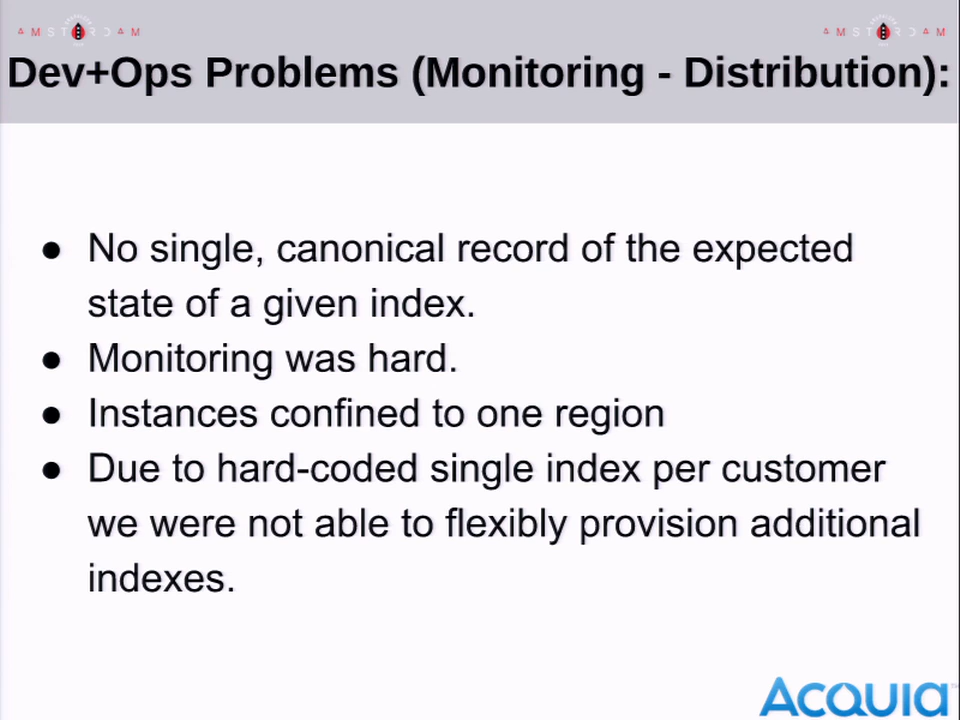 AMSTERDAM AMSTERDAM
Dev+Ops Problems (Monitoring - Distribution):
● No single, canonical record of the expected
state of a given index.
● Monitoring was hard.
● Instances confined to one region
● Due to hard-coded single index per customer
we were not able to flexibly provision additional
indexes.
Acquia